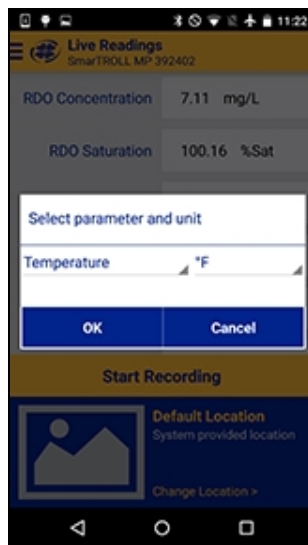 11:22
Live Readings
SmarTROLL MP 392402
RDO Concentration 7.11 mg/L
RDO Saturation 100.16 %Sat
Select parameter and unit
Temperature °F
OK Cancel
Start Recording
Default Location
System provided location
Change Location >